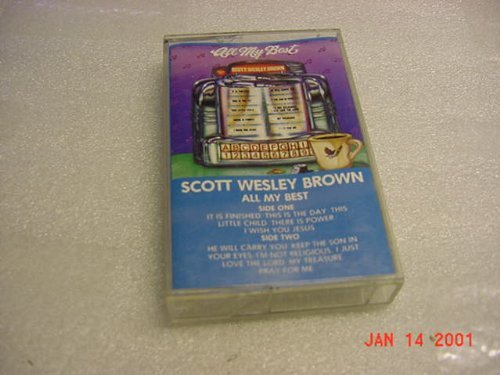 All My Best
SCOTT WESLEY BROWN
ABCDEFGHI
1234567890
SCOTT WESLEY BROWN
ALL MY BEST
SIDE ONE
IT IS FINISHED THIS IS THE DAY THIS
LITTLE CHILD THERE IS POWER
I WISH YOU JESUS
SIDE TWO
HE WILL CARRY YOU KEEP THE SON IN
YOUR EYES I'M NOT RELIGIOUS, I JUST
LOVE THE LORD MY TREASURE
PRAY FOR ME
JAN 14 2001